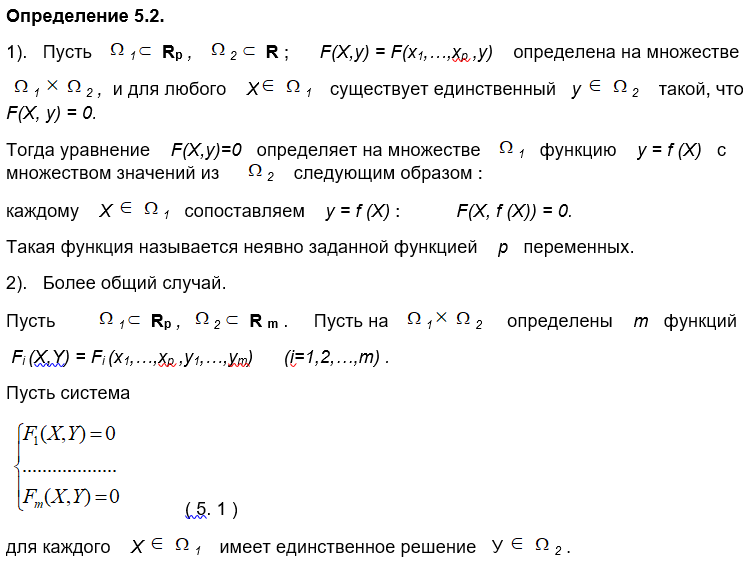 Определение 5.2.
1). Пусть Ω 1⊂ Rp , Ω 2⊂ R ; F(X,y) = F(x1,…,xp ,y) определена на множестве
Ω 1 × Ω 2 , и для любого X∈ Ω 1 существует единственный y ∈ Ω 2 такой, что
F(X, y) = 0.
Тогда уравнение F(X,y)=0 определяет на множестве Ω 1 функцию y = f (X) с
множеством значений из Ω 2 следующим образом :
каждому X ∈ Ω 1 сопоставляем y = f (X) : F(X, f (X)) = 0.
Такая функция называется неявно заданной функцией p переменных.
2). Более общий случай.
Пусть Ω 1⊂ Rp , Ω 2 ⊂ R m . Пусть на Ω 1× Ω 2 определены m функций
Fi (X,Y) = Fi (x1,…,xp ,y1,…,ym) (i=1,2,…,m) .
Пусть система
F1(X,Y)=0
...................
Fm(X,Y)=0
( 5. 1 )
для каждого X ∈ Ω 1 имеет единственное решение У ∈ Ω 2 .